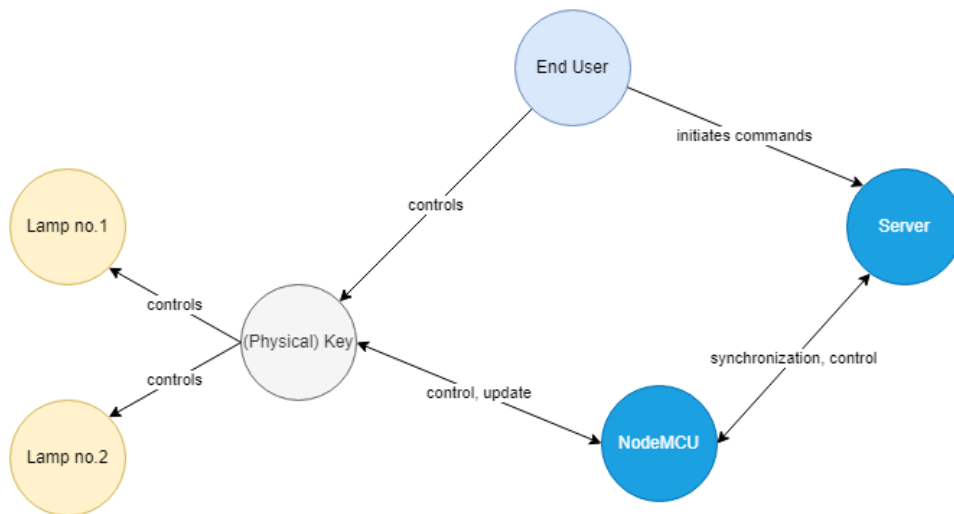 End User
initiates commands
Server
controls
Lamp no.1
controls
(Physical) Key
controls
Lamp no.2
control, update
synchronization, control
NodeMCU